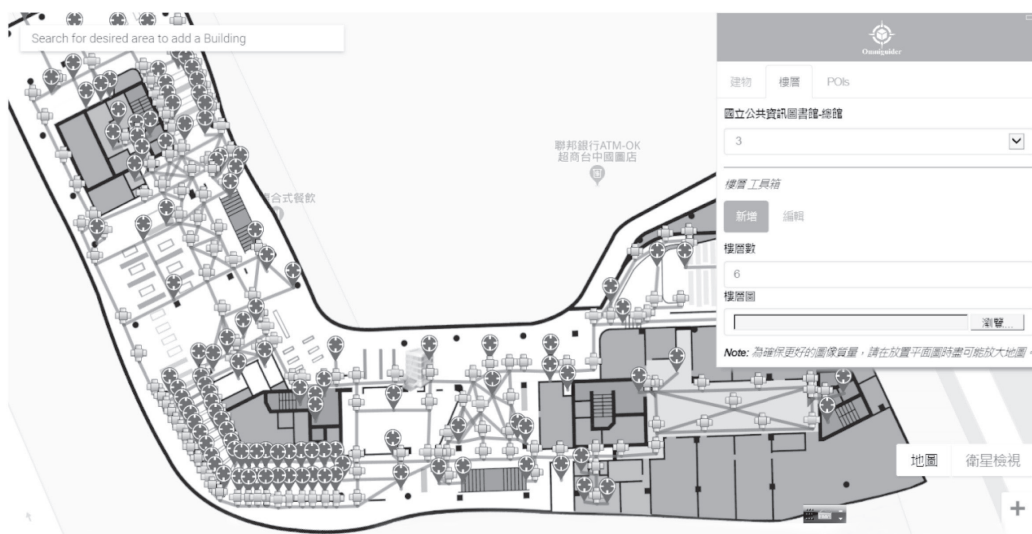 Search for desired area to add a Building
聯邦銀行ATM-OK
超商台中國圖店
合式餐飲
Omniguider
建物
樓層
POIs
國立公共資訊圖書館-總館
3
樓層 工具箱
新增
編輯
樓層數
6
樓層圖
瀏覽...
Note: 為確保更好的圖像質量，請在放置平面圖時盡可能放大地圖。
地圖
衛星檢視
+